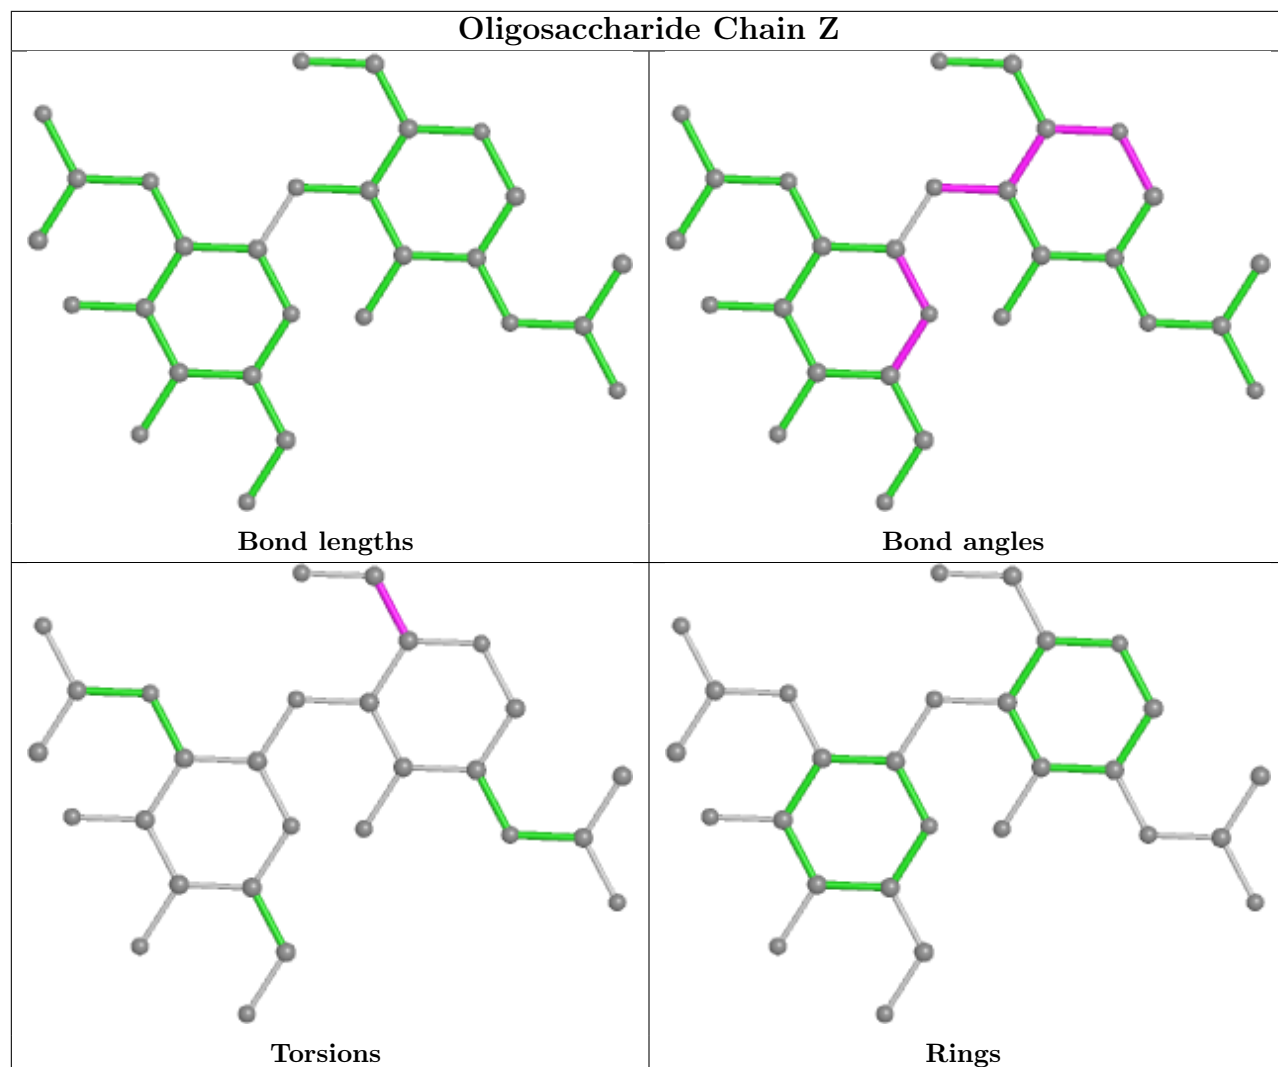 Oligosaccharide Chain Z
Bond lengths
Bond angles
Torsions
Rings